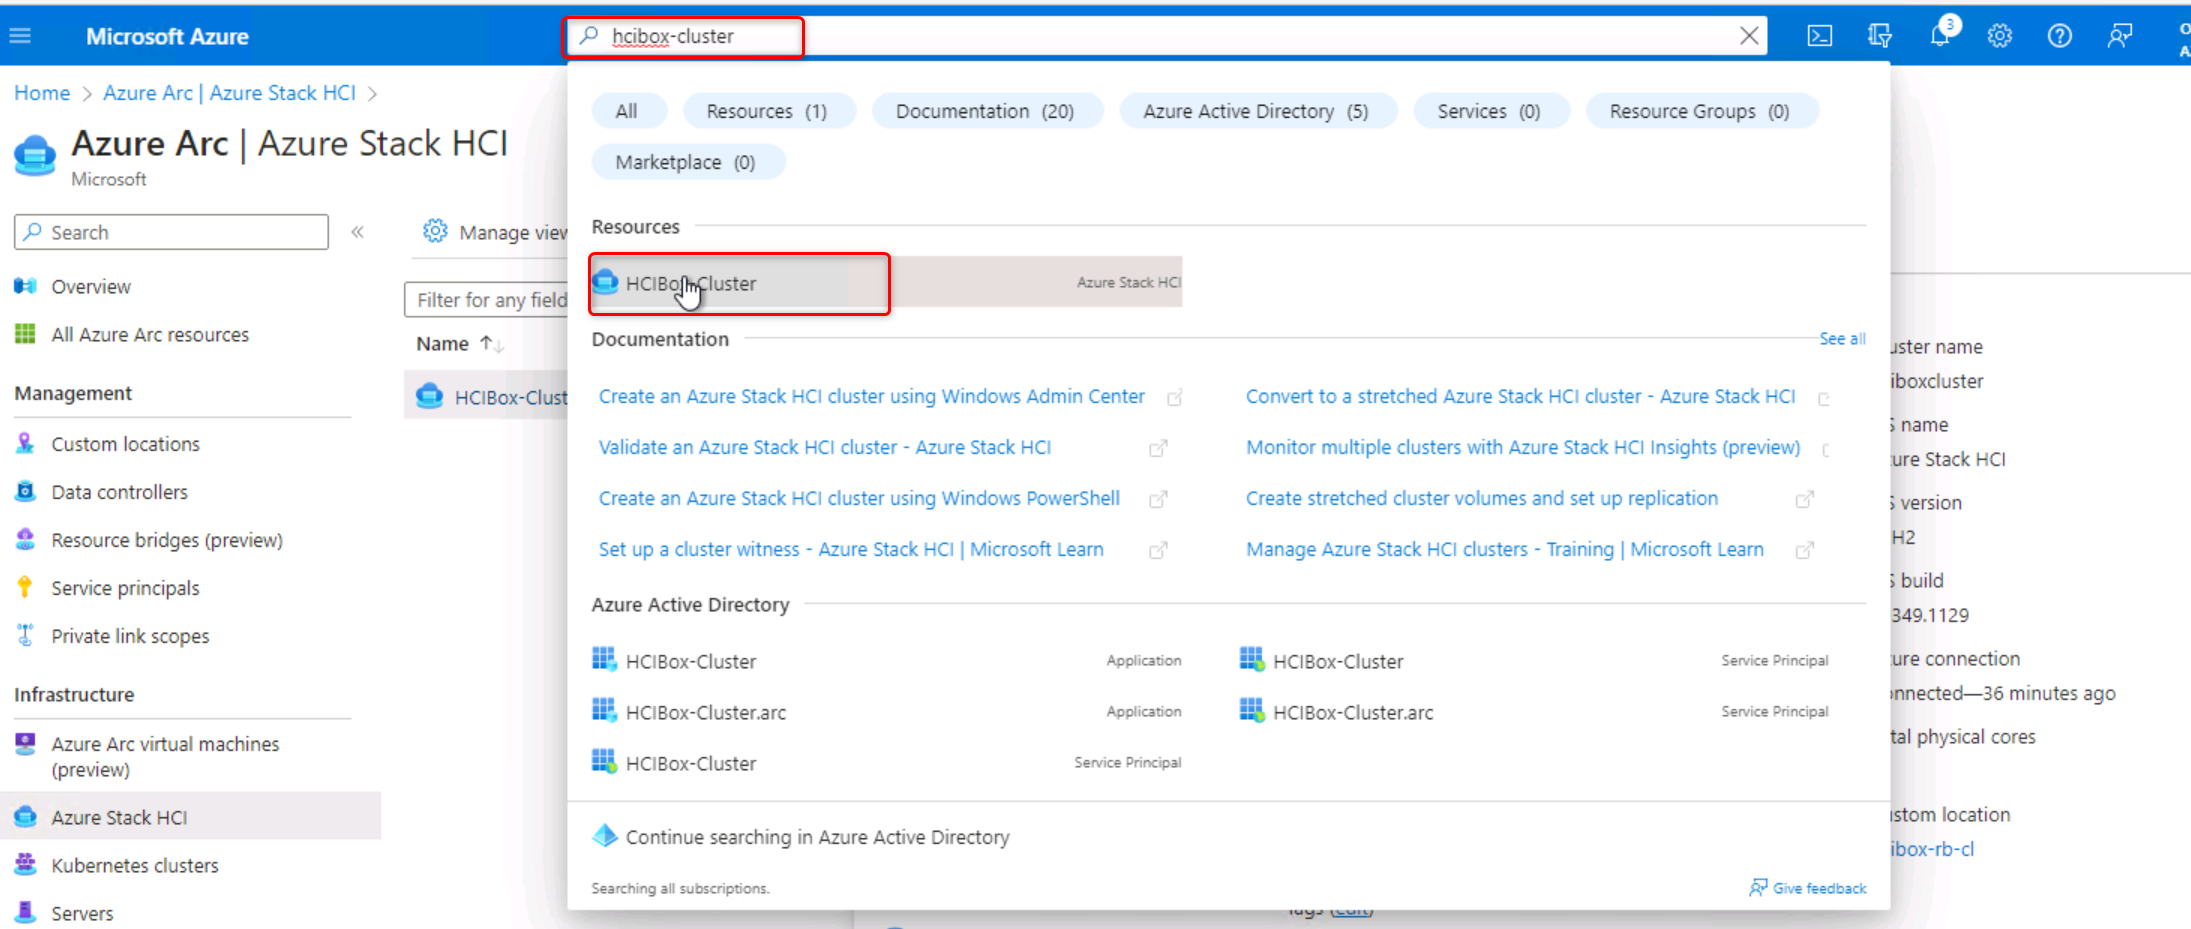 Microsoft Azure
hcibox-cluster
3
Home > Azure Arc | Azure Stack HCI >
Azure Arc | Azure Stack HCI
Microsoft
Search
«
Overview
All Azure Arc resources
Management
Custom locations
Data controllers
Resource bridges (preview)
Service principals
Private link scopes
Infrastructure
Azure Arc virtual machines
(preview)
Azure Stack HCI
Kubernetes clusters
Servers
Manage view
Filter for any field
Name ↑↓
HCIBox-Clust
All
Resources (1)
Documentation (20)
Azure Active Directory (5)
Services (0)
Resource Groups (0)
Marketplace (0)
Resources
HCIBox-Cluster Azure Stack HCI
Documentation See all
Create an Azure Stack HCI cluster using Windows Admin Center
Convert to a stretched Azure Stack HCI cluster - Azure Stack HCI
Validate an Azure Stack HCI cluster - Azure Stack HCI
Monitor multiple clusters with Azure Stack HCI Insights (preview)
Create an Azure Stack HCI cluster using Windows PowerShell
Create stretched cluster volumes and set up replication
Set up a cluster witness - Azure Stack HCI | Microsoft Learn
Manage Azure Stack HCI clusters - Training | Microsoft Learn
Azure Active Directory
HCIBox-Cluster Application
HCIBox-Cluster Service Principal
HCIBox-Cluster.arc Application
HCIBox-Cluster.arc Service Principal
HCIBox-Cluster Service Principal
Continue searching in Azure Active Directory
Searching all subscriptions.
Give feedback
uster name
iboxcluster
S name
ure Stack HCI
S version
H2
S build
349.1129
ure connection
onnected—36 minutes ago
tal physical cores
ustom location
ibox-rb-cl
Tags (edit)